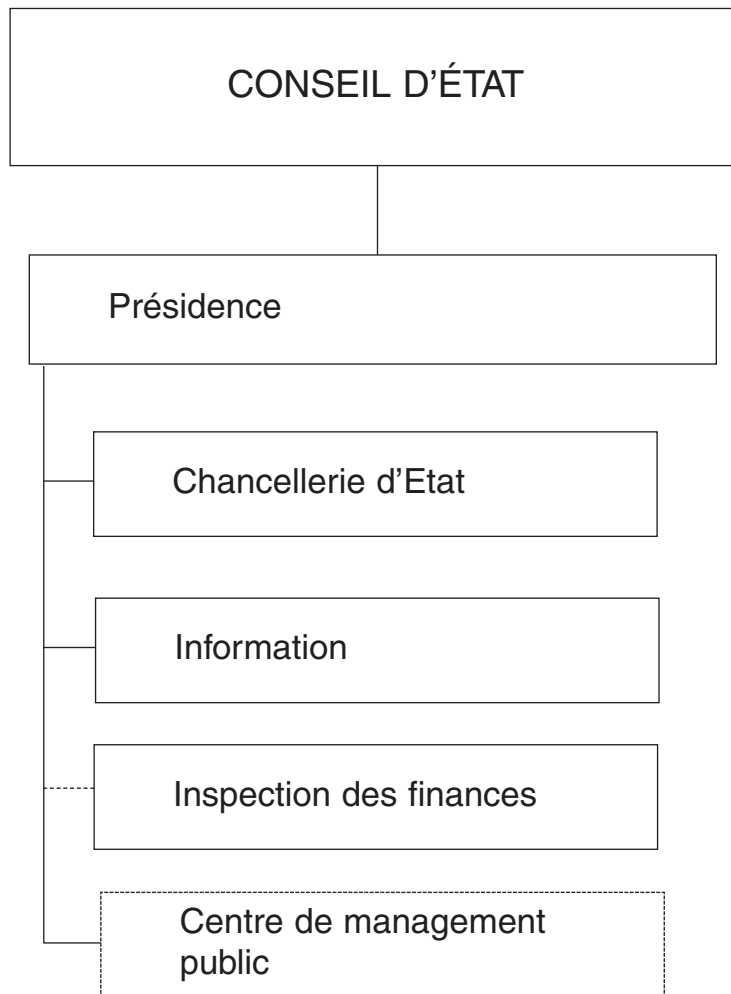 CONSEIL D'ÉTAT
Présidence
Chancellerie d'Etat
Information
Inspection des finances
Centre de management
public